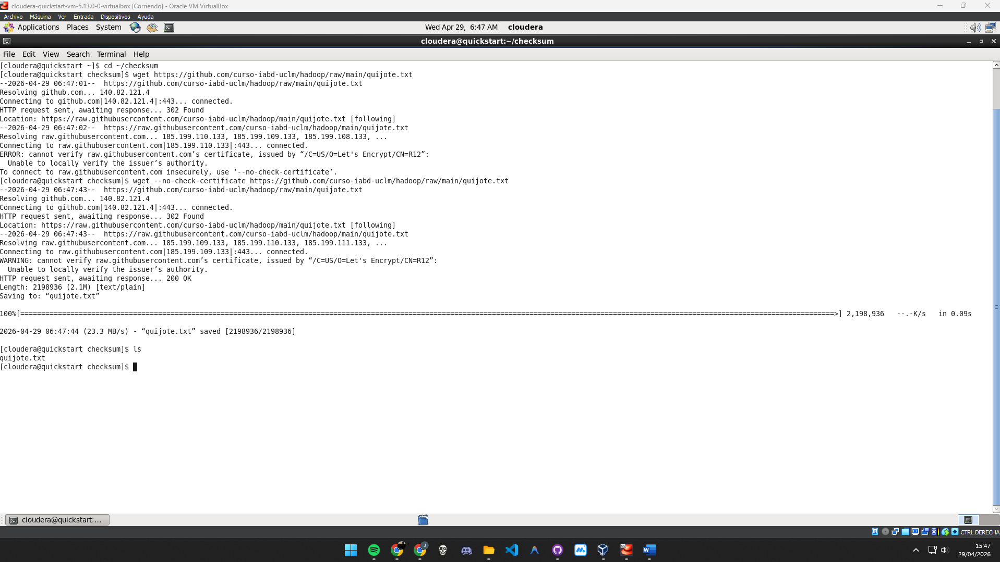 cloudera-quickstart-vm-5.13.0-0-virtualbox [Corriendo] - Oracle VM VirtualBox
Archivo Máquina Ver Entrada Dispositivos Ayuda
Applications Places System Wed Apr 29, 6:47 AM cloudera
cloudera@quickstart:~/checksum
File Edit View Search Terminal Help
[cloudera@quickstart ~]$ cd ~/checksum
[cloudera@quickstart checksum]$ wget https://github.com/curso-iabd-uclm/hadoop/raw/main/quijote.txt
--2026-04-29 06:47:01--  https://github.com/curso-iabd-uclm/hadoop/raw/main/quijote.txt
Resolving github.com... 140.82.121.4
Connecting to github.com|140.82.121.4|:443... connected.
HTTP request sent, awaiting response... 302 Found
Location: https://raw.githubusercontent.com/curso-iabd-uclm/hadoop/main/quijote.txt [following]
--2026-04-29 06:47:02--  https://raw.githubusercontent.com/curso-iabd-uclm/hadoop/main/quijote.txt
Resolving raw.githubusercontent.com... 185.199.110.133, 185.199.109.133, 185.199.108.133, ...
Connecting to raw.githubusercontent.com|185.199.110.133|:443... connected.
ERROR: cannot verify raw.githubusercontent.com’s certificate, issued by “/C=US/O=Let's Encrypt/CN=R12”:
  Unable to locally verify the issuer’s authority.
To connect to raw.githubusercontent.com insecurely, use ‘--no-check-certificate’.
[cloudera@quickstart checksum]$ wget --no-check-certificate https://github.com/curso-iabd-uclm/hadoop/raw/main/quijote.txt
--2026-04-29 06:47:43--  https://github.com/curso-iabd-uclm/hadoop/raw/main/quijote.txt
Resolving github.com... 140.82.121.4
Connecting to github.com|140.82.121.4|:443... connected.
HTTP request sent, awaiting response... 302 Found
Location: https://raw.githubusercontent.com/curso-iabd-uclm/hadoop/main/quijote.txt [following]
--2026-04-29 06:47:43--  https://raw.githubusercontent.com/curso-iabd-uclm/hadoop/main/quijote.txt
Resolving raw.githubusercontent.com... 185.199.109.133, 185.199.110.133, 185.199.111.133, ...
Connecting to raw.githubusercontent.com|185.199.109.133|:443... connected.
WARNING: cannot verify raw.githubusercontent.com’s certificate, issued by “/C=US/O=Let's Encrypt/CN=R12”:
  Unable to locally verify the issuer’s authority.
HTTP request sent, awaiting response... 200 OK
Length: 2198936 (2.1M) [text/plain]
Saving to: “quijote.txt”
100%[==================================================>] 2,198,936   --.-K/s   in 0.09s
2026-04-29 06:47:44 (23.3 MB/s) - “quijote.txt” saved [2198936/2198936]
[cloudera@quickstart checksum]$ ls
quijote.txt
[cloudera@quickstart checksum]$
cloudera@quickstart:...
CTRL DERECHA
15:47
29/04/2026